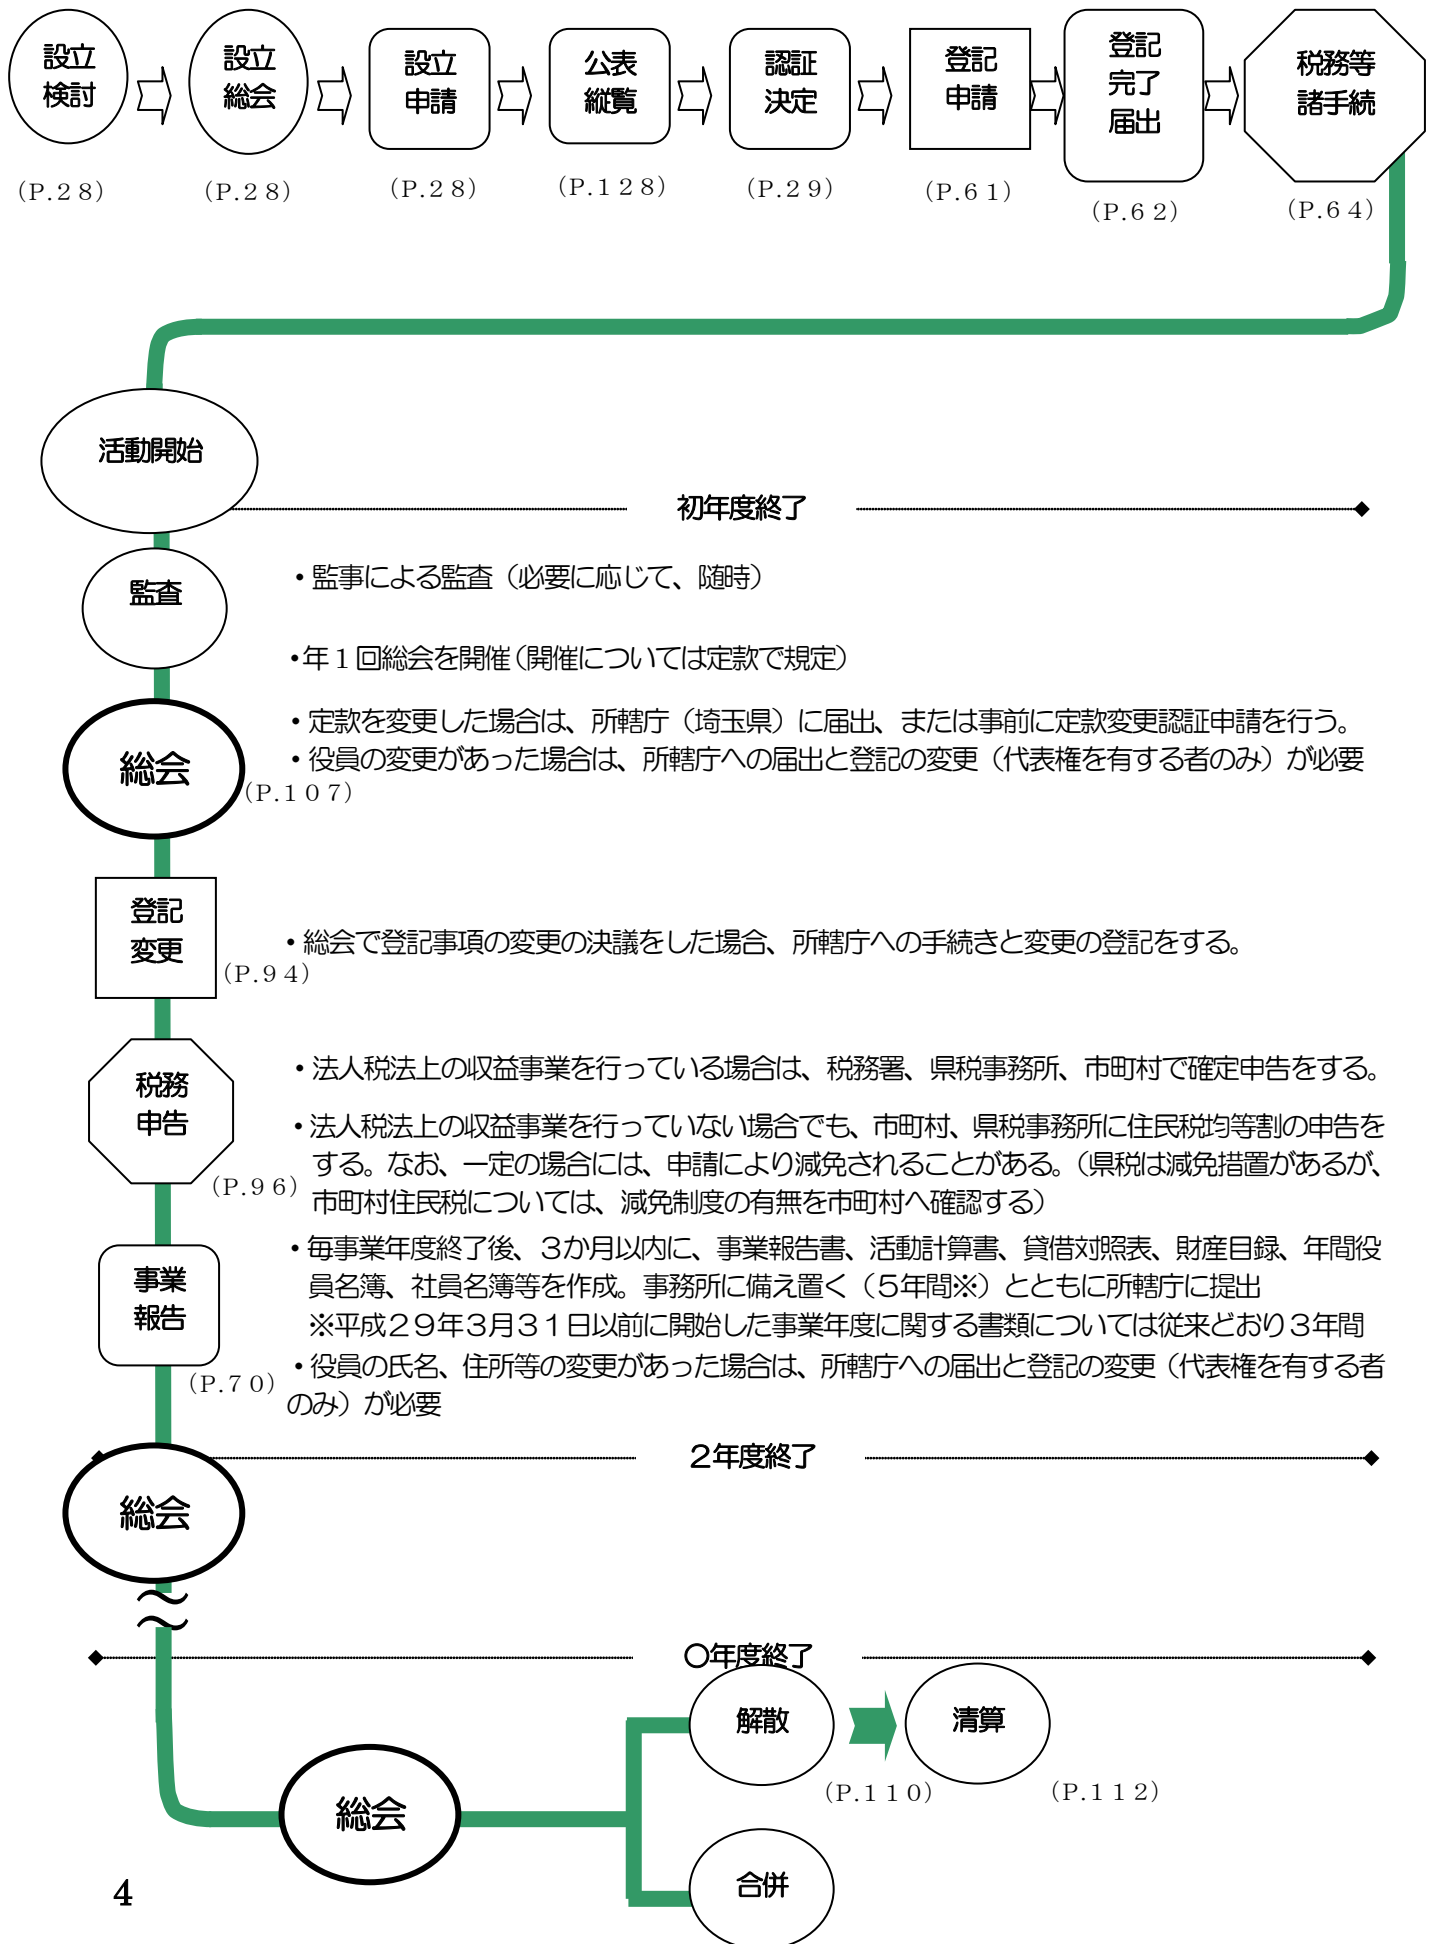 設立
検討
設立
総会
設立
申請
公表
縦覧
認証
決定
登記
申請
登記
完了
届出
税務等
諸手続
（P.２８）
（P.２８）
（P.２８）
（P.１２８）
（P.２９）
（P.６１）
（P.６２）
（P.６４）
活動開始
初年度終了
監査
・監事による監査（必要に応じて、随時）
・年１回総会を開催（開催については定款で規定）
・定款を変更した場合は、所轄庁（埼玉県）に届出、または事前に定款変更認証申請を行う。
・役員の変更があった場合は、所轄庁への届出と登記の変更（代表権を有する者のみ）が必要
総会
（P.１０７）
登記
変更
・総会で登記事項の変更の決議をした場合、所轄庁への手続きと変更の登記をする。
（P.９４）
税務
申告
・法人税法上の収益事業を行っている場合は、税務署、県税事務所、市町村で確定申告をする。
・法人税法上の収益事業を行っていない場合でも、市町村、県税事務所に住民税均等割の申告を
する。なお、一定の場合には、申請により減免されることがある。（県税は減免措置があるが、
市町村住民税については、減免制度の有無を市町村へ確認する）
（P.９６）
事業
報告
・毎事業年度終了後、３か月以内に、事業報告書、活動計算書、貸借対照表、財産目録、年間役
員名簿、社員名簿等を作成。事務所に備え置く（５年間※）とともに所轄庁に提出
※平成２９年３月３１日以前に開始した事業年度に関する書類については従来どおり３年間
・役員の氏名、住所等の変更があった場合は、所轄庁への届出と登記の変更（代表権を有する者
のみ）が必要
（P.７０）
２年度終了
総会
〇年度終了
解散
清算
（P.１１０）
（P.１１２）
総会
合併
4